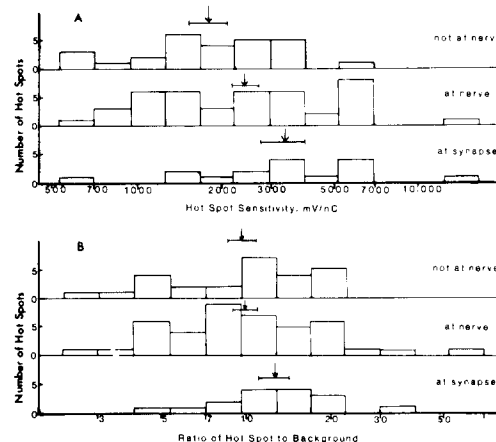 A
Number of Hot Spots
5
0
5
0
5
not at nerve
at nerve
at synapse
500 700 1000 2000 3000 5000 7000 10,000
Hot Spot Sensitivity, mV/nC
B
Number of Hot Spots
5
0
5
0
5
not at nerve
at nerve
at synapse
3 5 7 10 20 30 50
Ratio of Hot Spot to Background